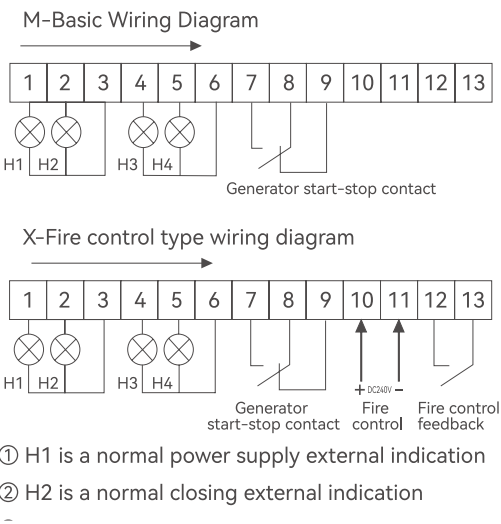 M-Basic Wiring Diagram
1 2 3 4 5 6 7 8 9 10 11 12 13
H1 H2 H3 H4
Generator start-stop contact
X-Fire control type wiring diagram
1 2 3 4 5 6 7 8 9 10 11 12 13
H1 H2 H3 H4
+ DC240V −
Generator
start-stop contact
Fire
control
Fire control
feedback
① H1 is a normal power supply external indication
② H2 is a normal closing external indication